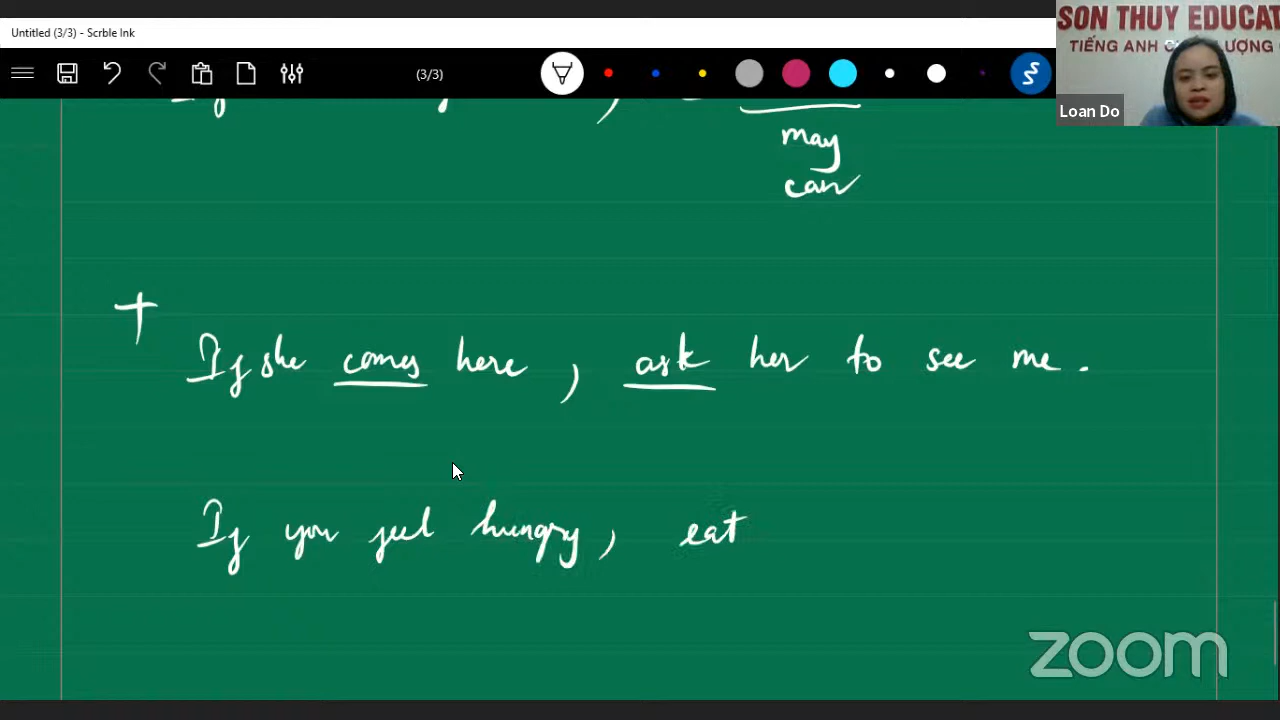 Untitled (3/3) - Scrble Ink
SON THUY EDUCAT
TIẾNG ANH LƯỢNG
(3/3)
Loan Do
may
can
If she comes here, ask her to see me.
If you feel hungry, eat
zoom